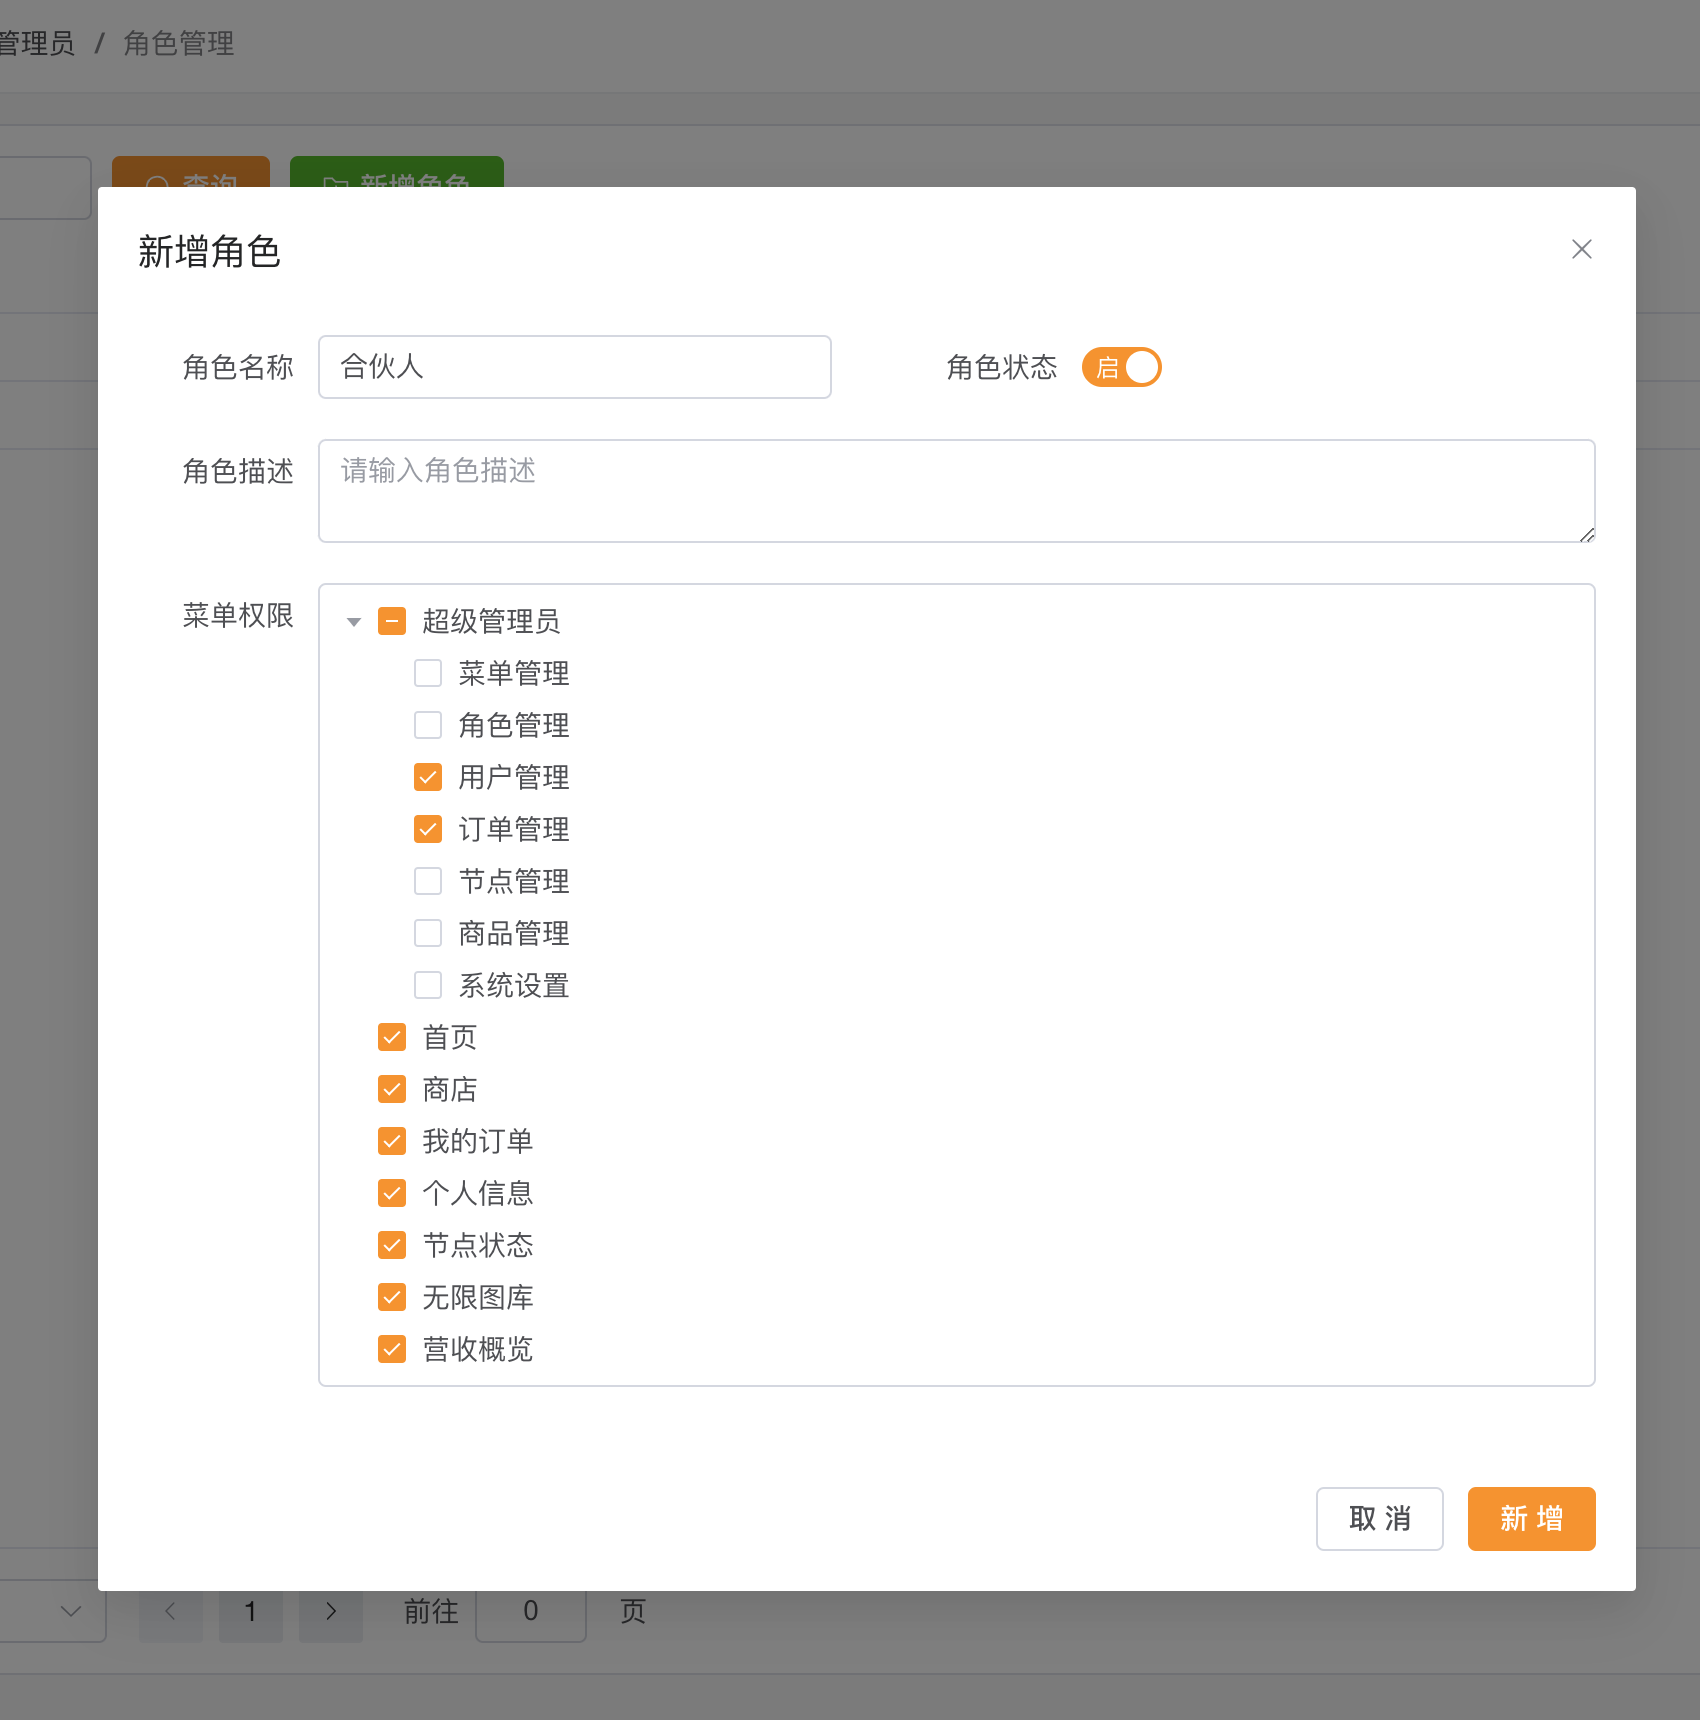 管理员 / 角色管理
查询 新增角色
新增角色
角色名称 合伙人 角色状态 启
角色描述 请输入角色描述
菜单权限 超级管理员
菜单管理
角色管理
用户管理
订单管理
节点管理
商品管理
系统设置
首页
商店
我的订单
个人信息
节点状态
无限图库
营收概览
取消 新增
1 前往 0 页